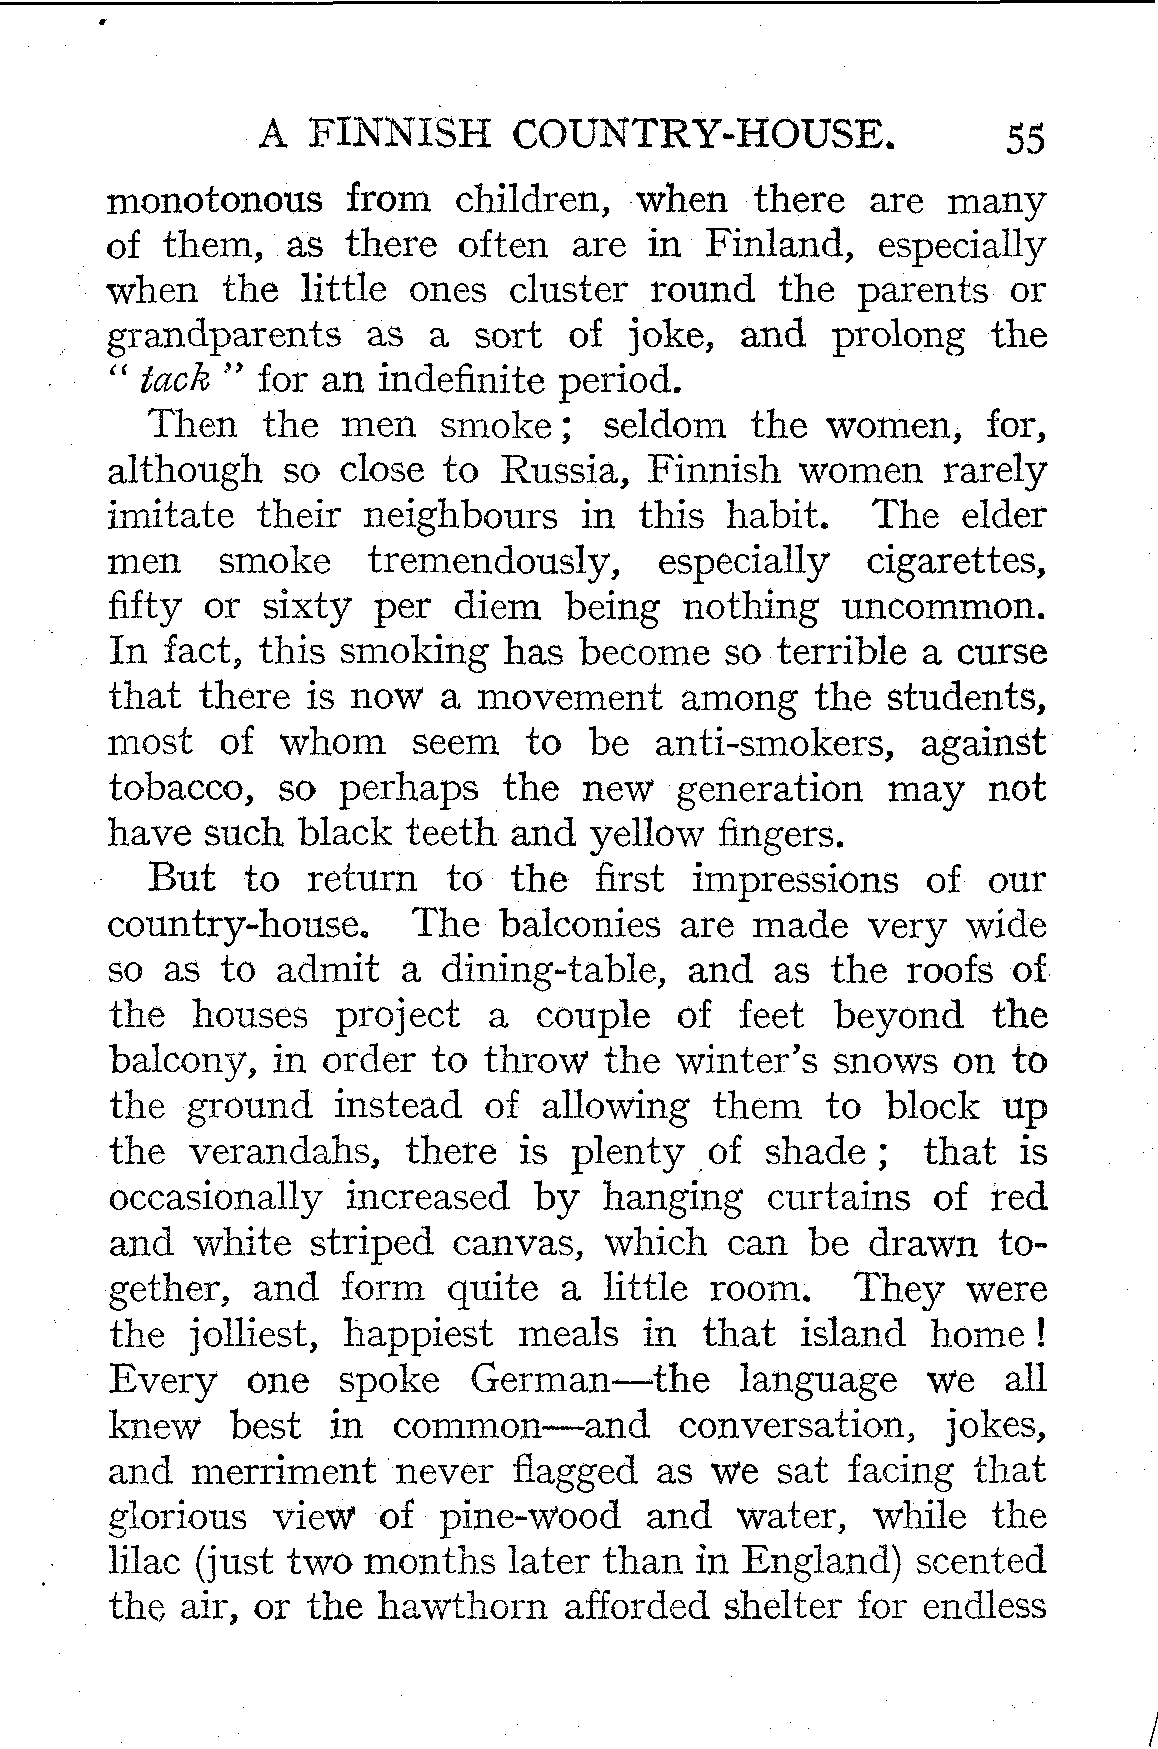 A FINNISH COUNTRY-HOUSE. 55
monotonous from children, when there are many
of them, as there often are in Finland, especially
when the little ones cluster round the parents or
grandparents as a sort of joke, and prolong the
“ tack ” for an indefinite period.
Then the men smoke ; seldom the women, for,
although so close to Russia, Finnish women rarely
imitate their neighbours in this habit. The elder
men smoke tremendously, especially cigarettes,
fifty or sixty per diem being nothing uncommon.
In fact, this smoking has become so terrible a curse
that there is now a movement among the students,
most of whom seem to be anti-smokers, against
tobacco, so perhaps the new generation may not
have such black teeth and yellow fingers.
But to return to the first impressions of our
country-house. The balconies are made very wide
so as to admit a dining-table, and as the roofs of
the houses project a couple of feet beyond the
balcony, in order to throw the winter’s snows on to
the ground instead of allowing them to block up
the verandahs, there is plenty of shade ; that is
occasionally increased by hanging curtains of red
and white striped canvas, which can be drawn to-
gether, and form quite a little room. They were
the jolliest, happiest meals in that island home !
Every one spoke German—the language we all
knew best in common—and conversation, jokes,
and merriment never flagged as we sat facing that
glorious view of pine-wood and water, while the
lilac (just two months later than in England) scented
the air, or the hawthorn afforded shelter for endless